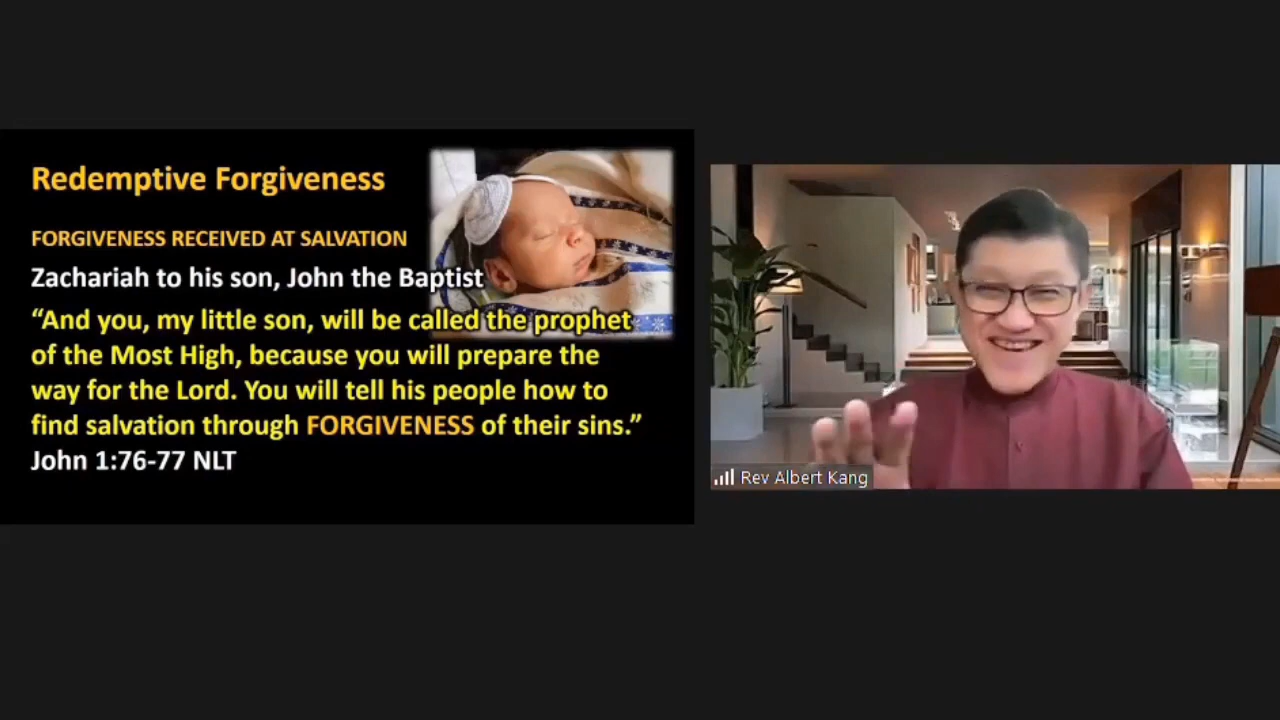 Redemptive Forgiveness
FORGIVENESS RECEIVED AT SALVATION
Zachariah to his son, John the Baptist
“And you, my little son, will be called the prophet
of the Most High, because you will prepare the
way for the Lord. You will tell his people how to
find salvation through FORGIVENESS of their sins.”
John 1:76-77 NLT
Rev Albert Kang